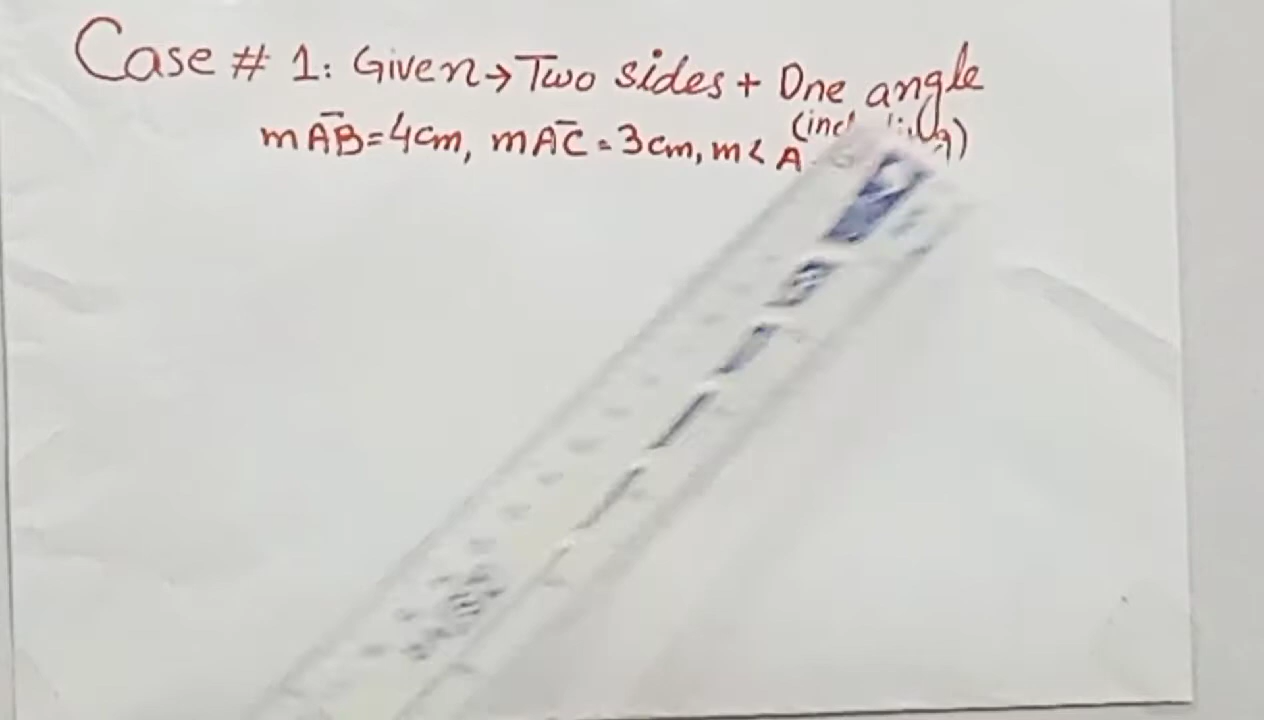 Case # 1: Given→Two sides + One angle
mAB=4cm, mAC=3cm, m< A